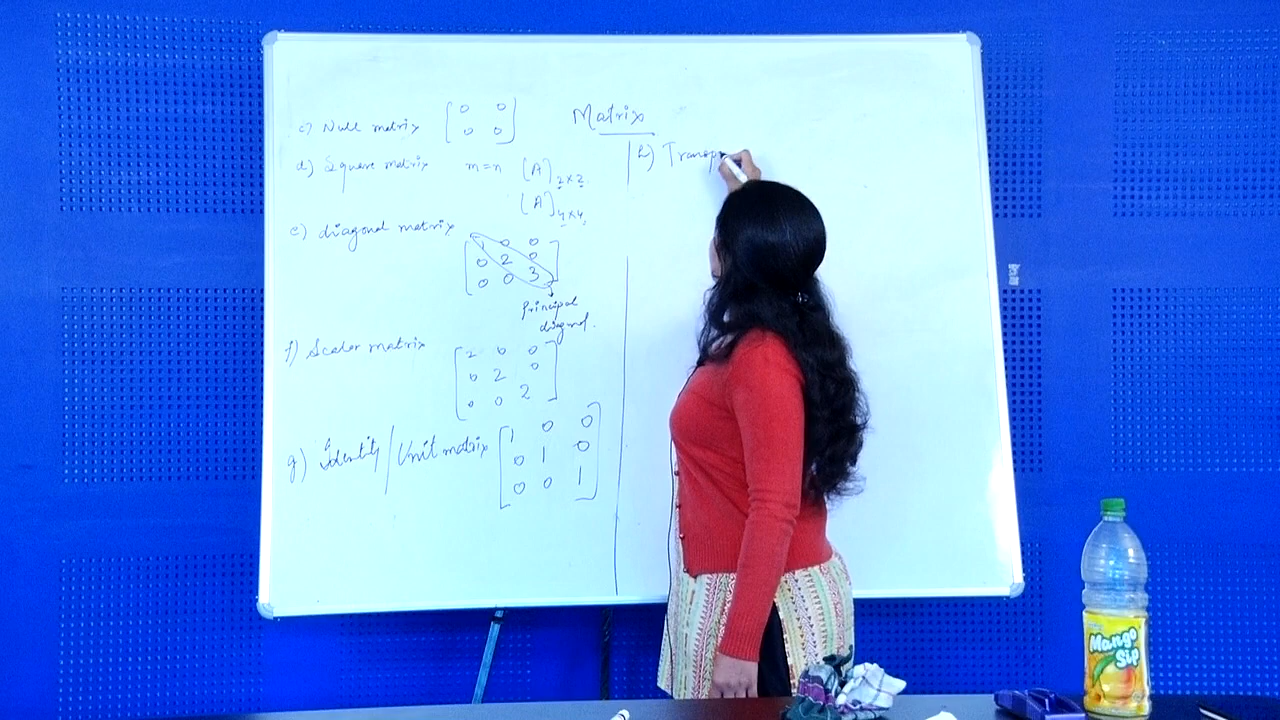 Matrix
c) Null matrix [0 0
0 0]
d) Square matrix m=n [A]2×2
[A]4×4
e) diagonal matrix
[1 0 0
0 2 0
0 0 3]
Principal
diagnol.
f) Scalar matrix
[2 0 0
0 2 0
0 0 2]
g) Identity/Unit matrix [1 0 0
0 1 0
0 0 1]
h) Transp
Mango
Sip